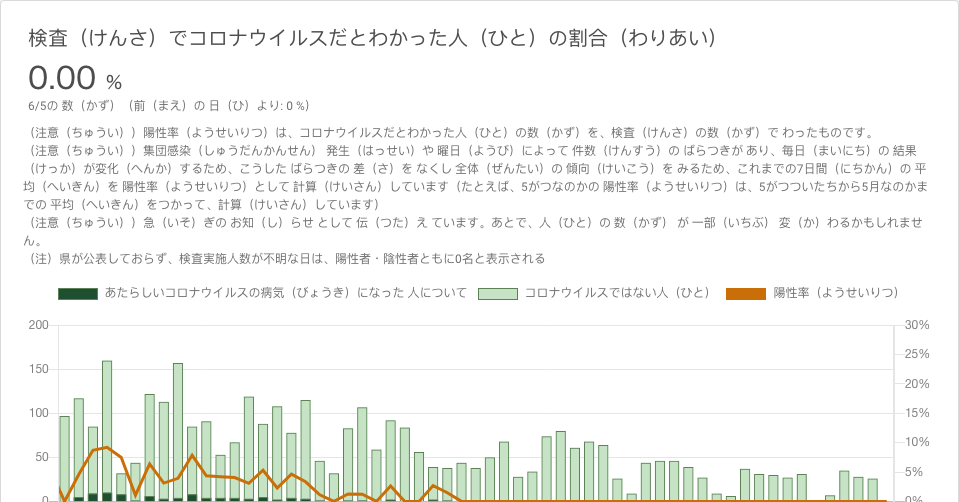 検査（けんさ）でコロナウイルスだとわかった人（ひと）の割合（わりあい）
0.00 %
6/5の 数（かず）（前（まえ）の 日（ひ）より: 0 %）
（注意（ちゅうい））陽性率（ようせいりつ）は、コロナウイルスだとわかった人（ひと）の数（かず）を、検査（けんさ）の数（かず）で わったものです。
（注意（ちゅうい））集団感染（しゅうだんかんせん） 発生（はっせい）や 曜日（ようび）によって 件数（けんすう）の ばらつきが あり、毎日（まいにち）の 結果
（けっか）が変化（へんか）するため、こうした ばらつきの 差（さ）を なくし 全体（ぜんたい）の 傾向（けいこう）を みるため、これまでの7日間（にちかん）の 平
均（へいきん）を 陽性率（ようせいりつ）として 計算（けいさん）しています（たとえば、5がつなのかの 陽性率（ようせいりつ）は、5がつついたちから5月なのかま
での 平均（へいきん）をつかって、計算（けいさん）しています）
（注意（ちゅうい））急（いそ）ぎの お知（し）らせ として 伝（つた）え ています。あとで、人（ひと）の 数（かず） が 一部（いちぶ） 変（か）わるかもしれませ
ん。
（注）県が公表しておらず、検査実施人数が不明な日は、陽性者・陰性者ともに0名と表示される
あたらしいコロナウイルスの病気（びょうき）になった 人について コロナウイルスではない人（ひと） 陽性率（ようせいりつ）
200 30%
25%
150
20%
100 15%
10%
50
5%
0 0%